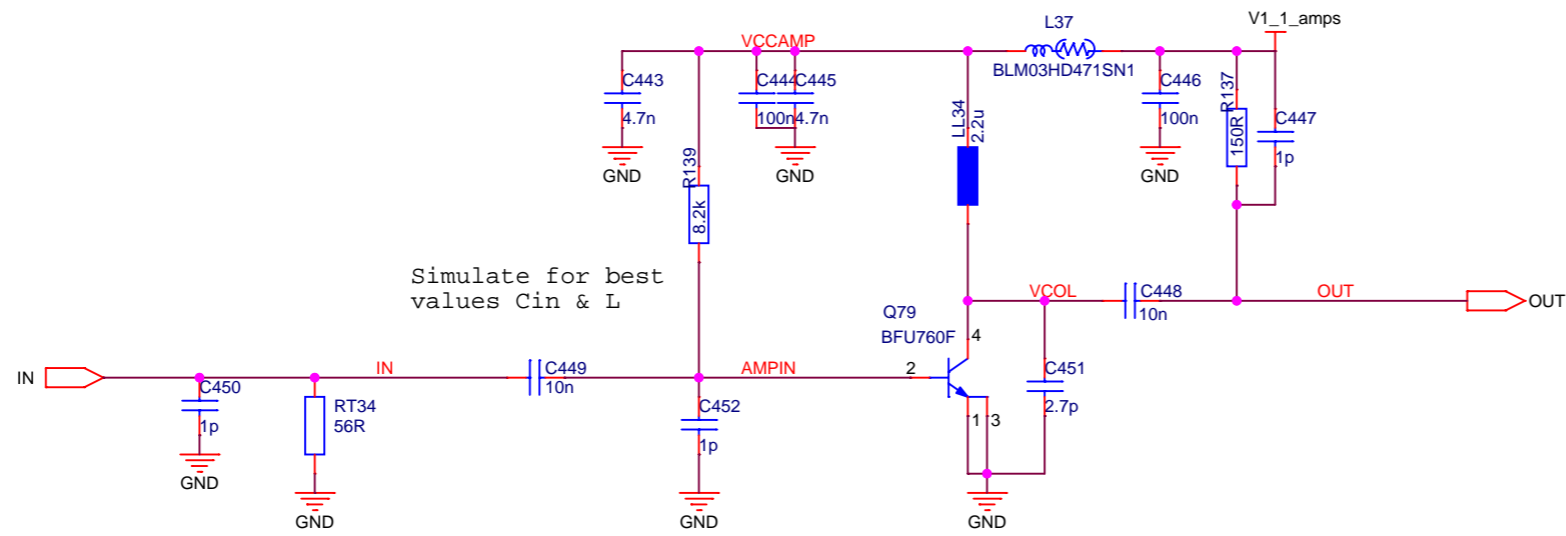 V1_1_amps
L37
VCCAMP
BLM03HD471SN1
C443
4.7n
GND
C444
100n
C445
4.7n
GND
R139
8.2k
LL34
2.2u
C446
100n
GND
R137
150R
C447
1p
Simulate for best
values Cin & L
VCOL
C448
10n
OUT
OUT
Q79
BFU760F
4
2
1
3
C451
2.7p
GND
IN
IN
C450
1p
GND
RT34
56R
GND
C449
10n
AMPIN
C452
1p
GND